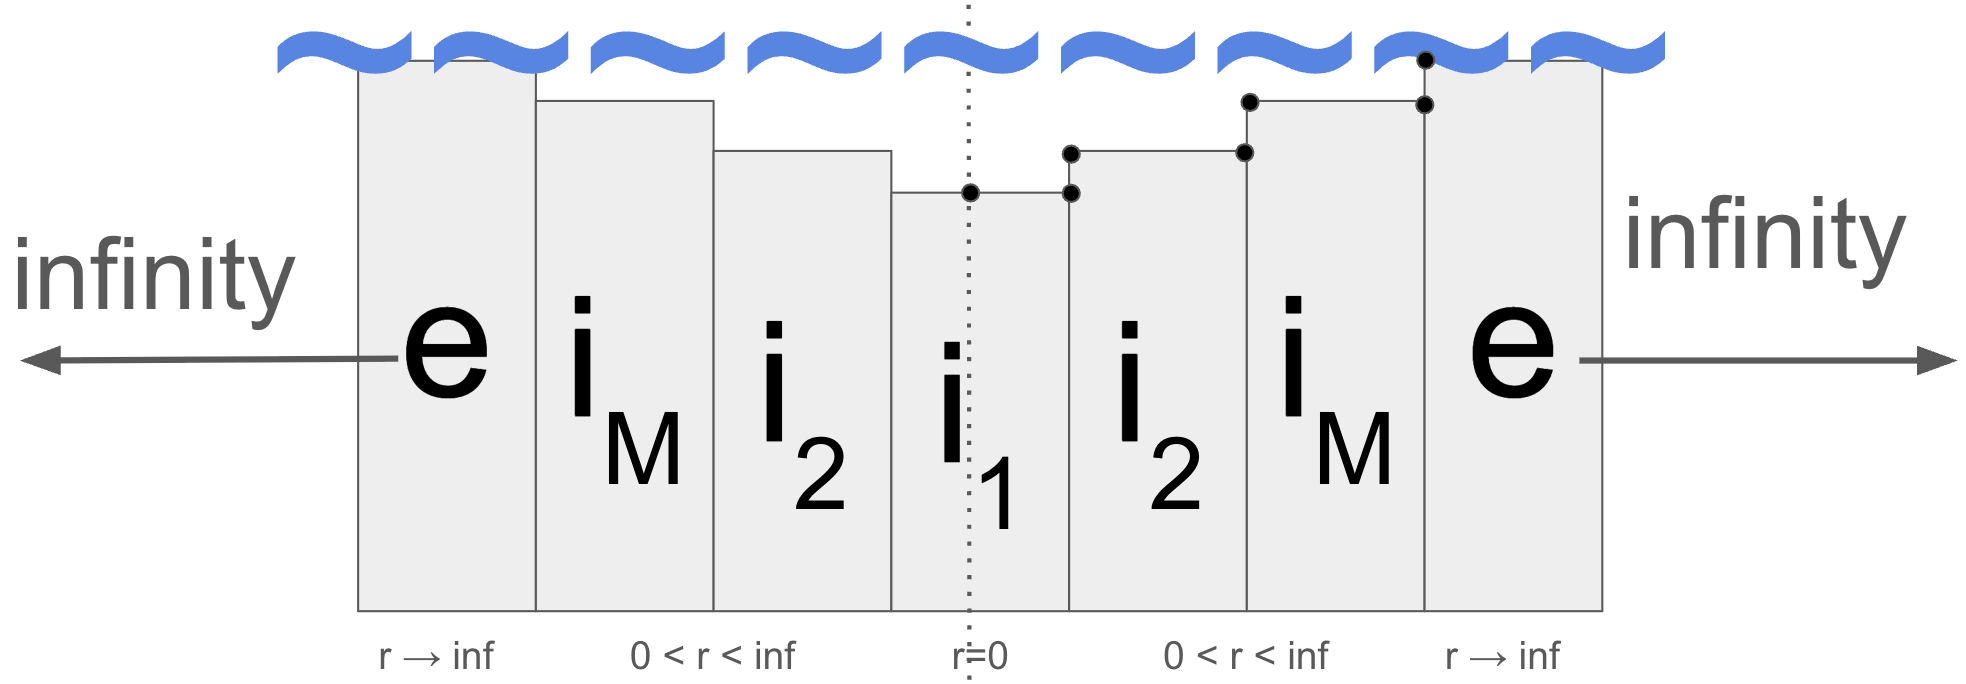 infinity
infinity
e i_M i_2 i_1 i_2 i_M e
r → inf
0 < r < inf
r=0
0 < r < inf
r → inf